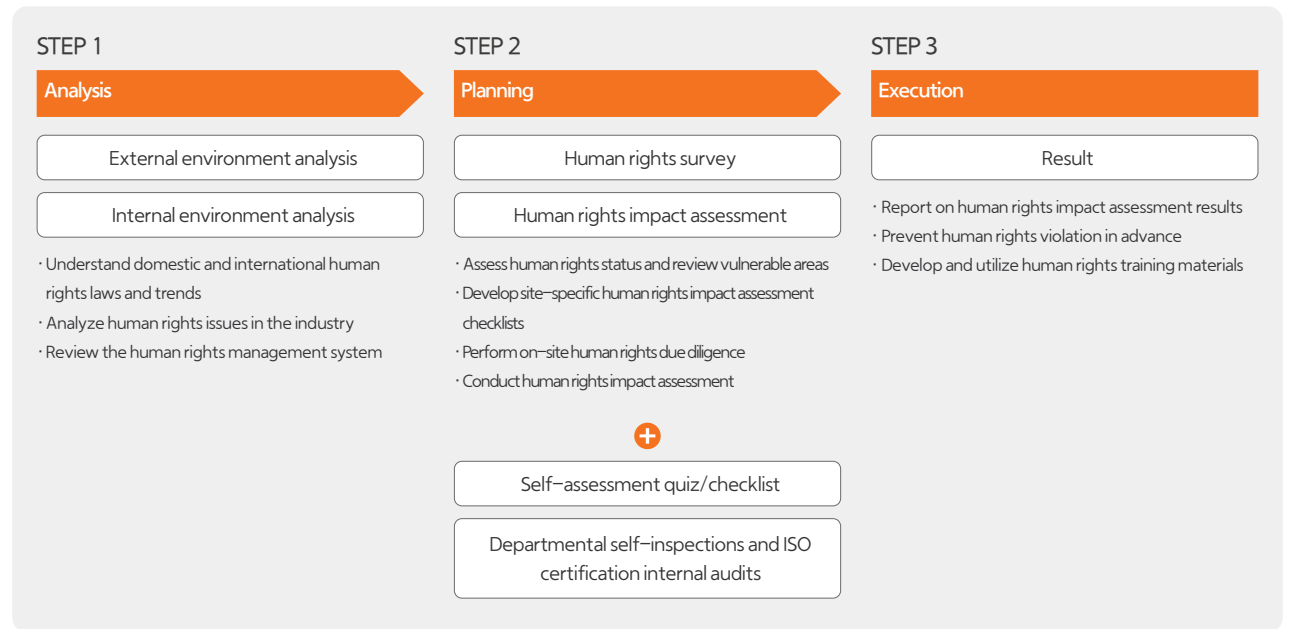 STEP 1
Analysis
External environment analysis
Internal environment analysis
· Understand domestic and international human
rights laws and trends
· Analyze human rights issues in the industry
· Review the human rights management system
STEP 2
Planning
Human rights survey
Human rights impact assessment
· Assess human rights status and review vulnerable areas
· Develop site-specific human rights impact assessment
checklists
· Perform on-site human rights due diligence
· Conduct human rights impact assessment
+
Self-assessment quiz/checklist
Departmental self-inspections and ISO
certification internal audits
STEP 3
Execution
Result
· Report on human rights impact assessment results
· Prevent human rights violation in advance
· Develop and utilize human rights training materials